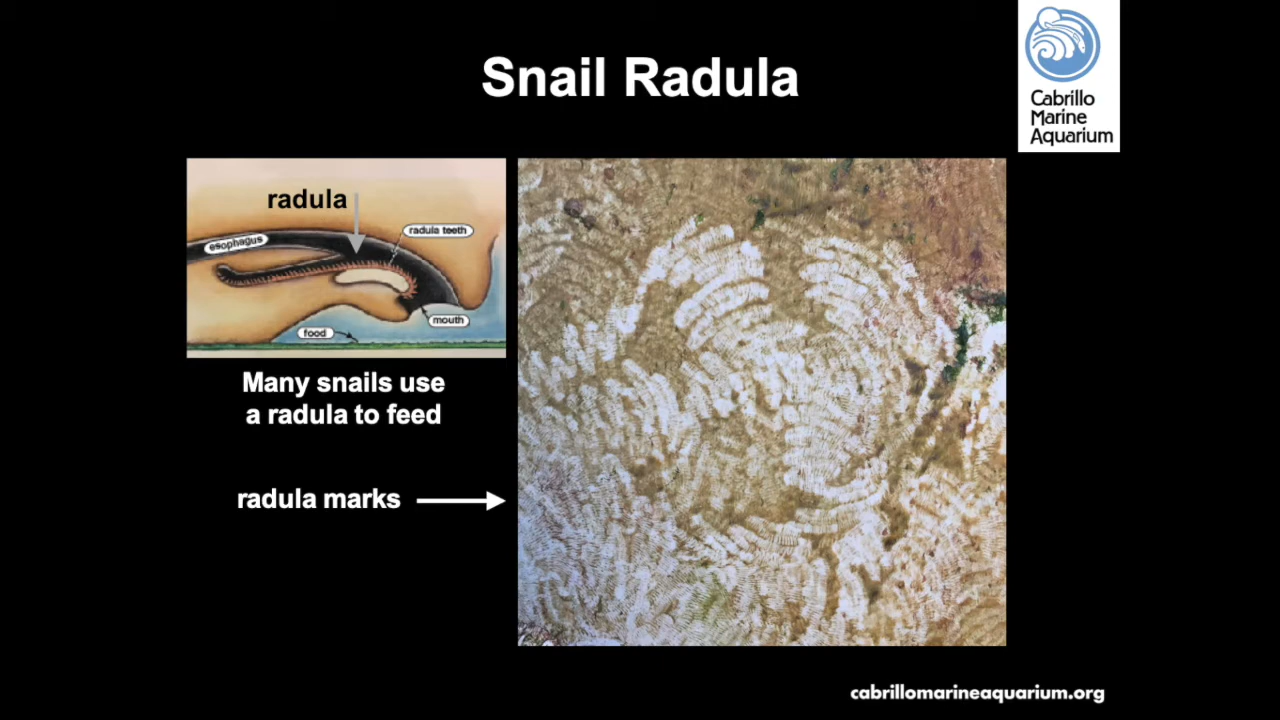 Snail Radula
Cabrillo
Marine
Aquarium
radula
radula teeth
esophagus
mouth
food
Many snails use
a radula to feed
radula marks
cabrillomarineaquarium.org